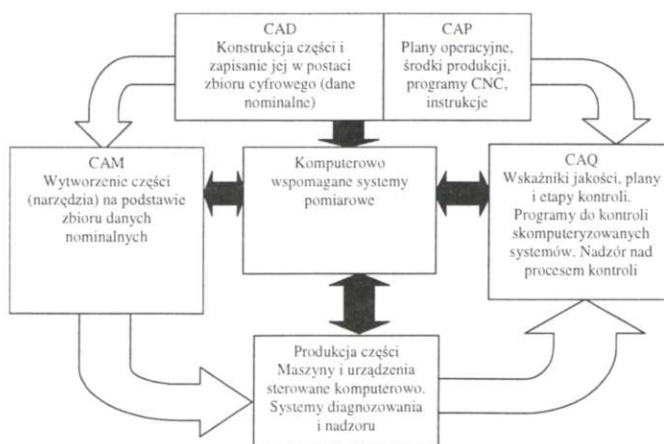 CAD
Konstrukcja części i
zapisanie jej w postaci
zbioru cyfrowego (dane
nominalne)
CAP
Plany operacyjne,
środki produkcji,
programy CNC,
instrukcje
CAM
Wytworzenie części
(narzędzia) na podstawie
zbioru danych
nominalnych
Komputerowo
wspomagane systemy
pomiarowe
CAQ
Wskaźniki jakości, plany
i etapy kontroli.
Programy do kontroli
skomputeryzowanych
systemów. Nadzór nad
procesem kontroli
Produkcja części
Maszyny i urządzenia
sterowane komputerowo.
Systemy diagnozowania
i nadzoru